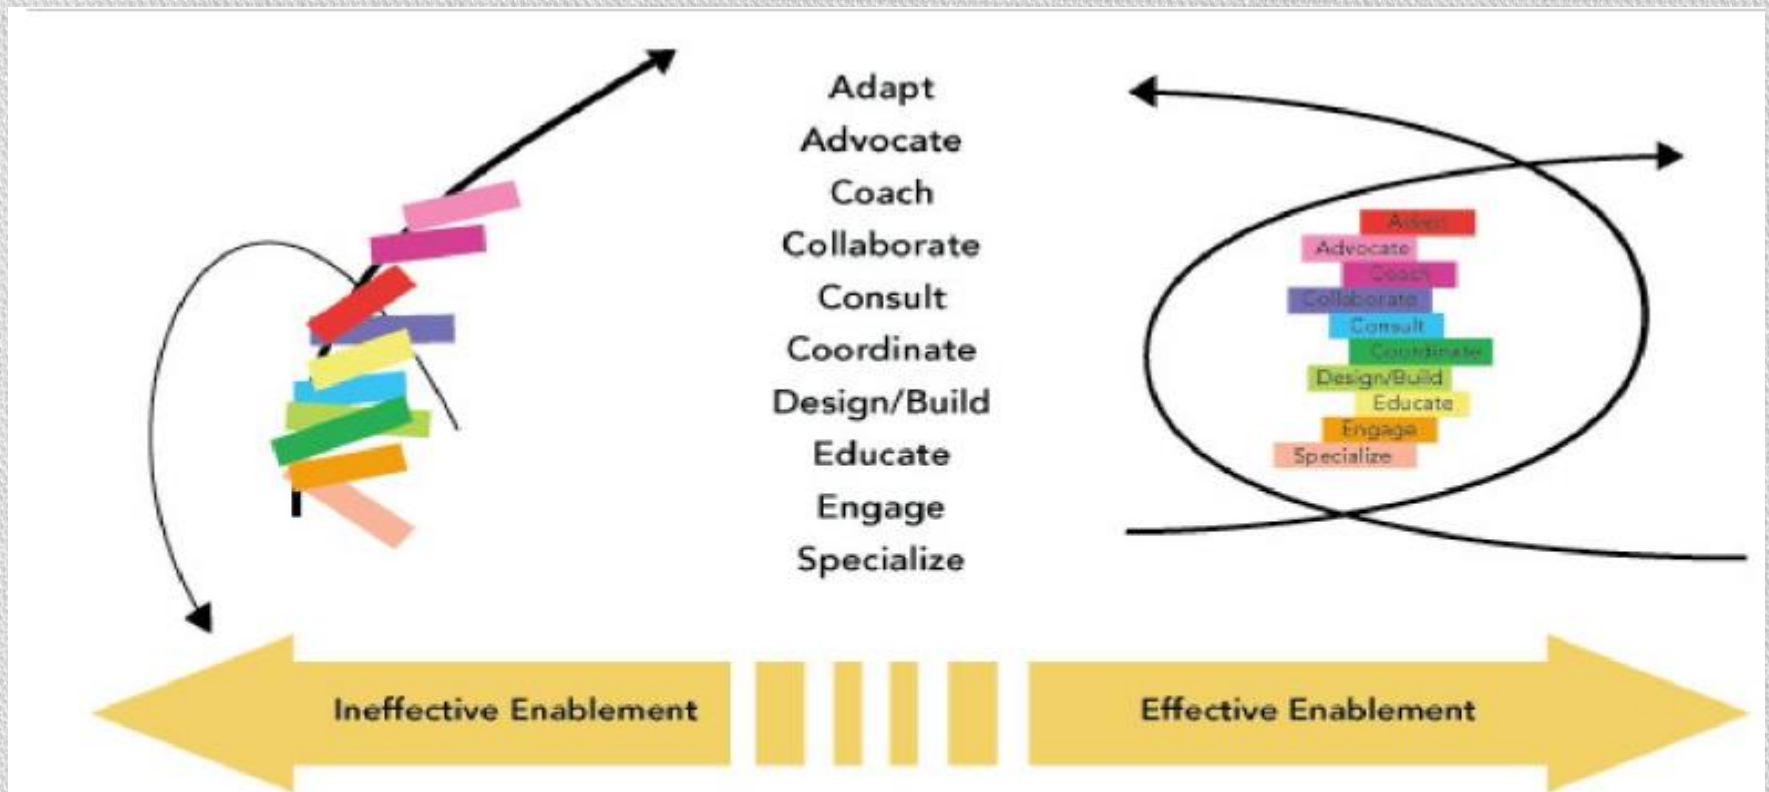 Adapt
Advocate
Coach
Collaborate
Consult
Coordinate
Design/Build
Educate
Engage
Specialize
Adapt
Advocate
Coach
Collaborate
Consult
Coordinate
Design/Build
Educate
Engage
Specialize
Ineffective Enablement
Effective Enablement